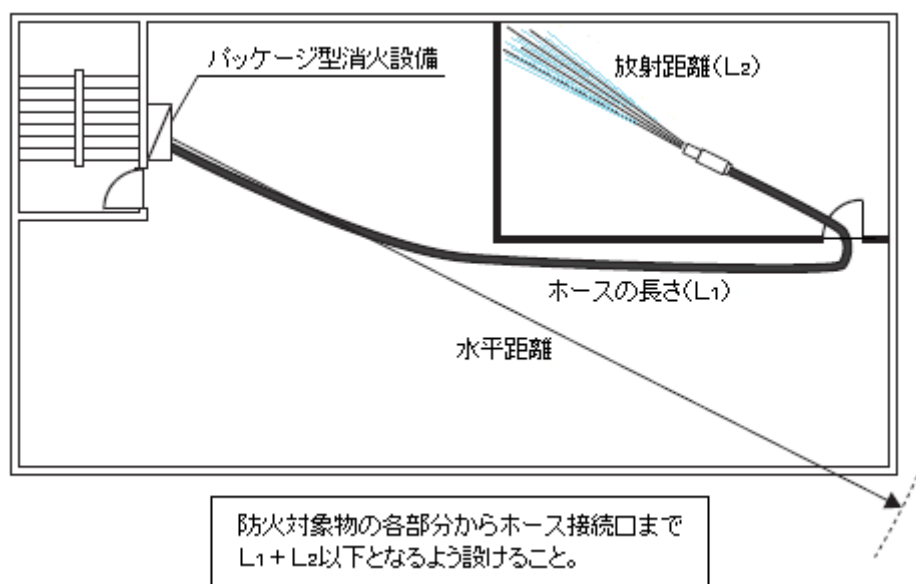 パッケージ型消火設備
放射距離(L2)
ホースの長さ(L1)
水平距離
防火対象物の各部分からホース接続口まで
L1+L2以下となるよう設けること。